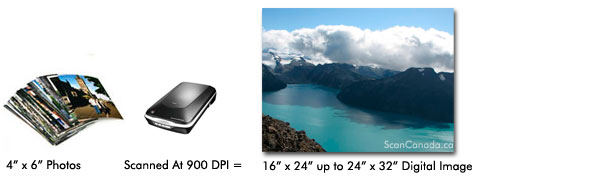 ScanCanada.ca
4” x 6” Photos
Scanned At 900 DPI =
16” x 24” up to 24” x 32” Digital Image